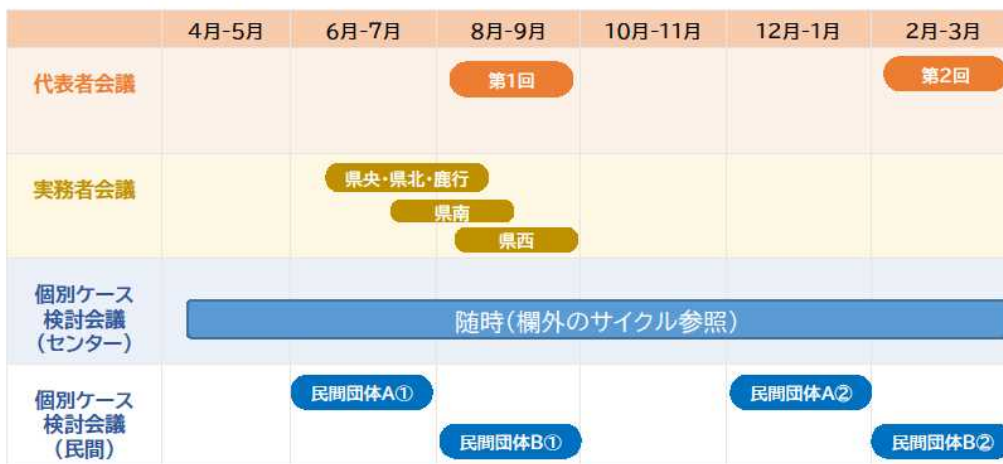 4月-5月 6月-7月 8月-9月 10月-11月 12月-1月 2月-3月
代表者会議
第1回
第2回
実務者会議
県央・県北・鹿行
県南
県西
個別ケース
検討会議
(センター)
随時(欄外のサイクル参照)
個別ケース
検討会議
(民間)
民間団体A①
民間団体A②
民間団体B①
民間団体B②